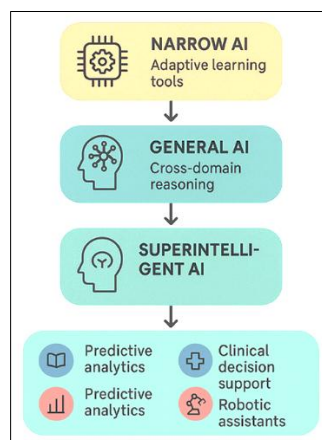 NARROW AI
Adaptive learning
tools
GENERAL AI
Cross-domain
reasoning
SUPERINTELLI-
GENT AI
Predictive
analytics
Clinical
decision
support
Predictive
analytics
Robotic
assistants